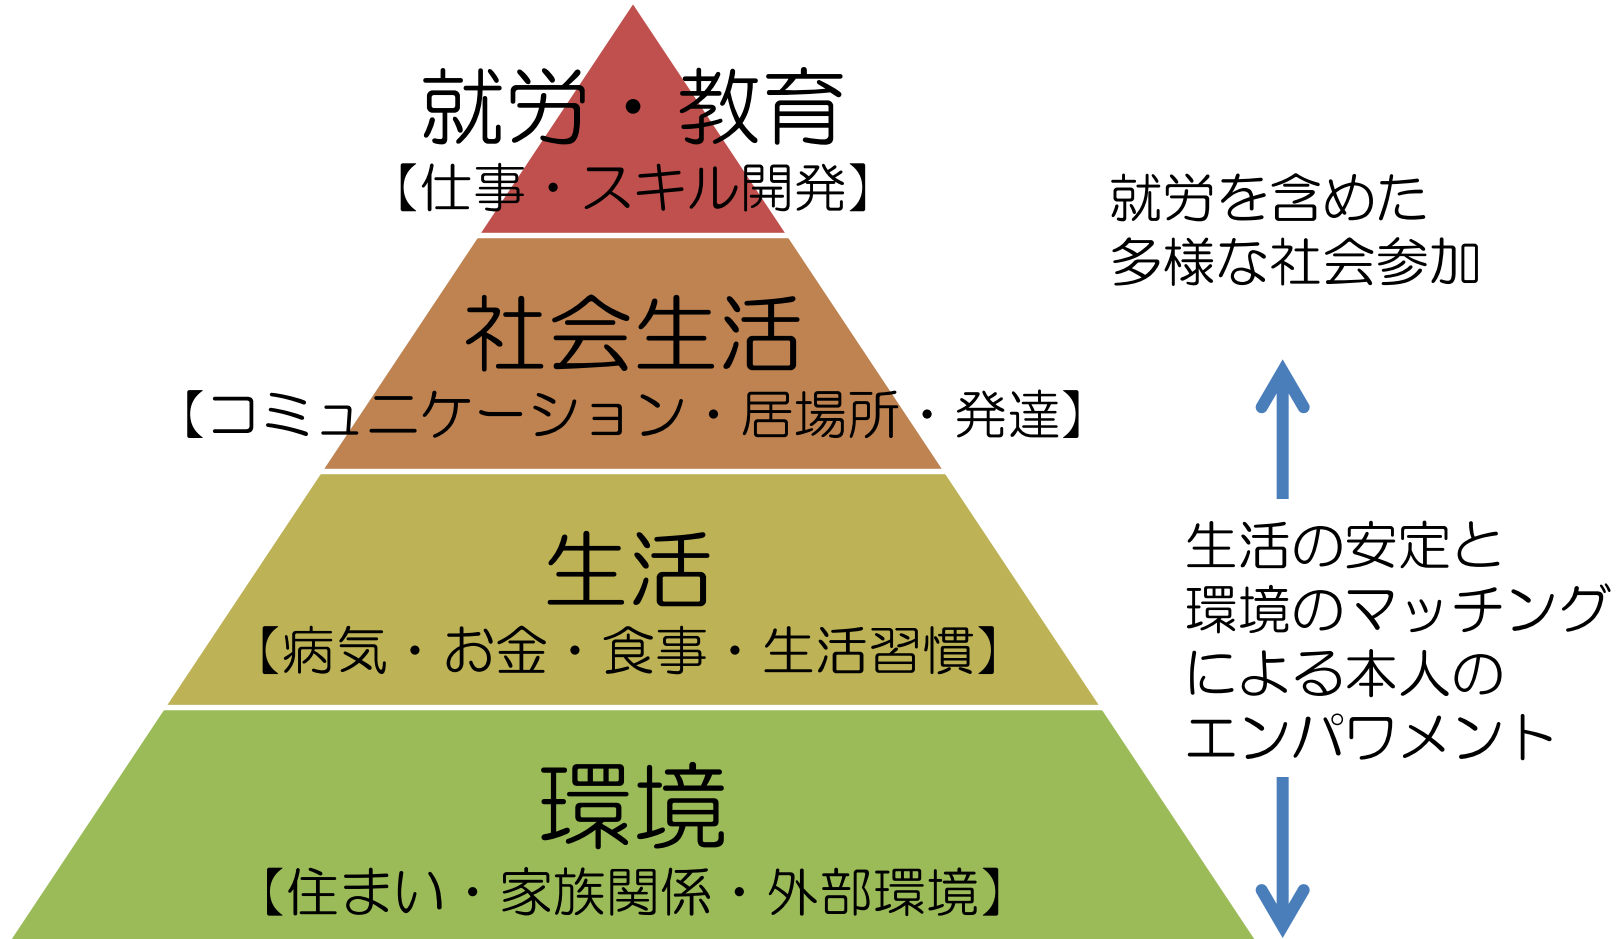 就労・教育
【仕事・スキル開発】
社会生活
【コミュニケーション・居場所・発達】
生活
【病気・お金・食事・生活習慣】
環境
【住まい・家族関係・外部環境】
就労を含めた
多様な社会参加
生活の安定と
環境のマッチング
による本人の
エンパワメント